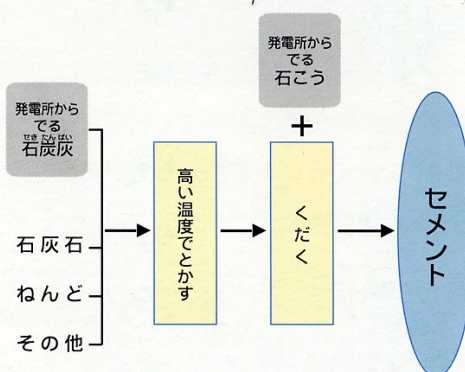 発電所から
でる
石こう
+
発電所から
でる
せき たん ばい
石炭灰
石灰石
ねんど
その他
高い温度でとかす
くだく
セメント